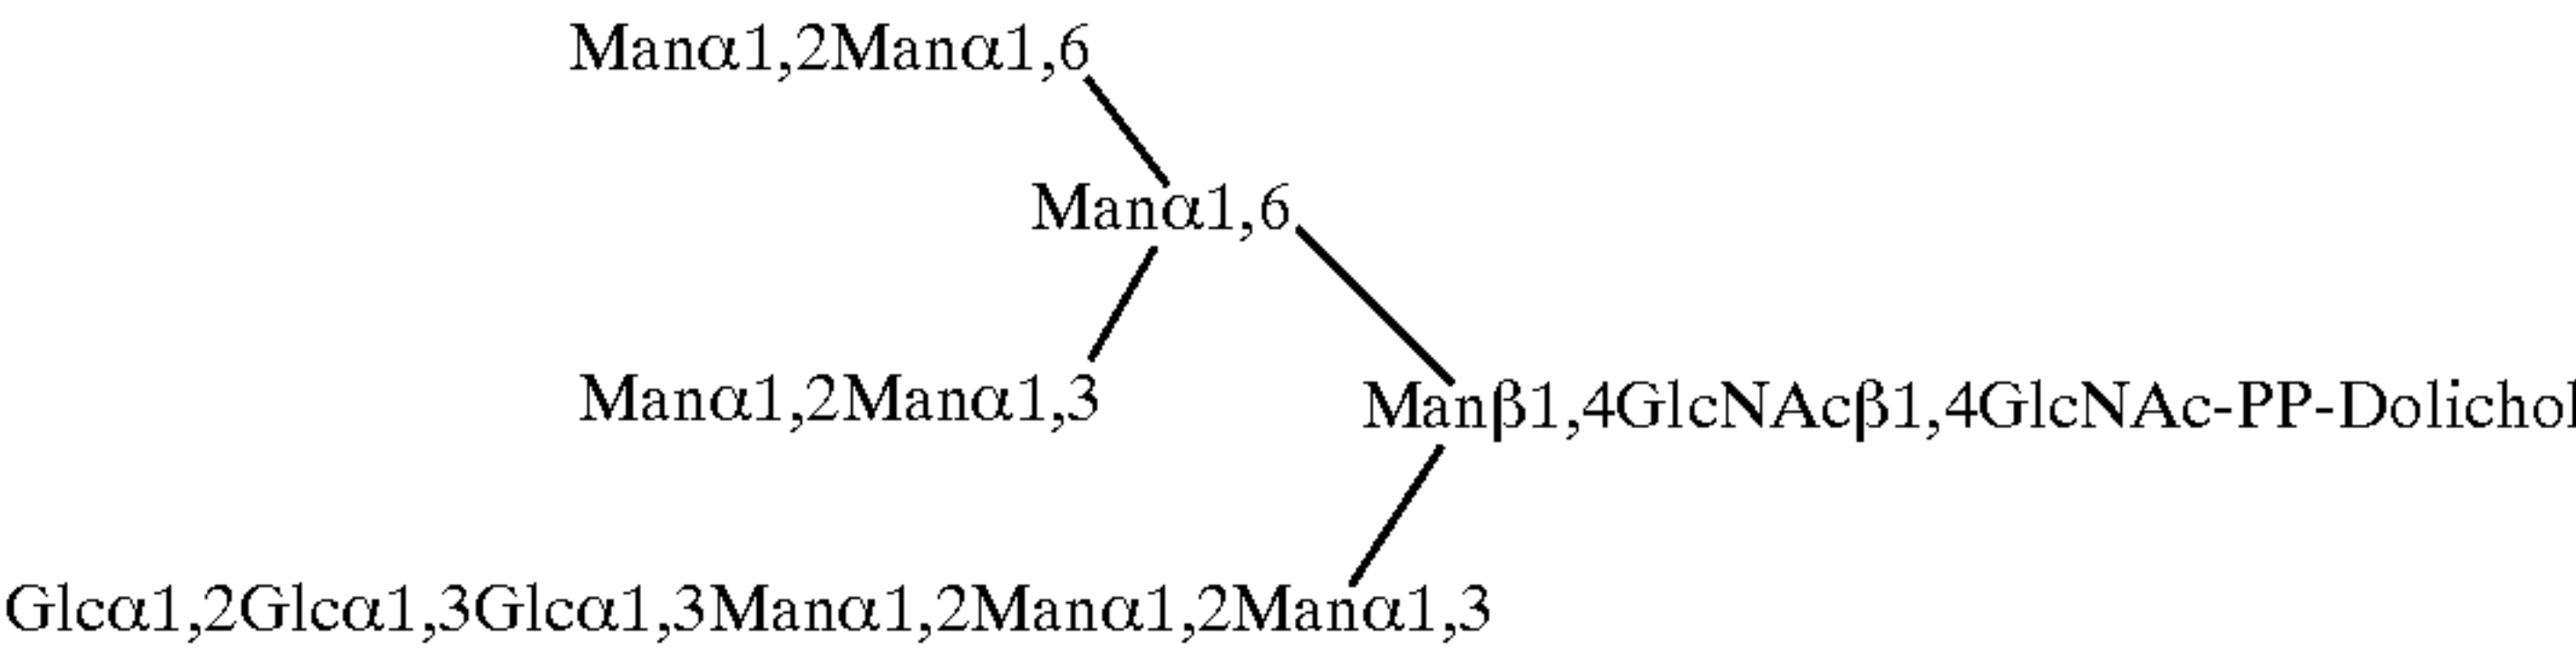 Manα1,2Manα1,6
Manα1,6
Manα1,2Manα1,3
Manβ1,4GlcNAcβ1,4GlcNAc-PP-Dolichol
Glcα1,2Glcα1,3Glcα1,3Manα1,2Manα1,2Manα1,3